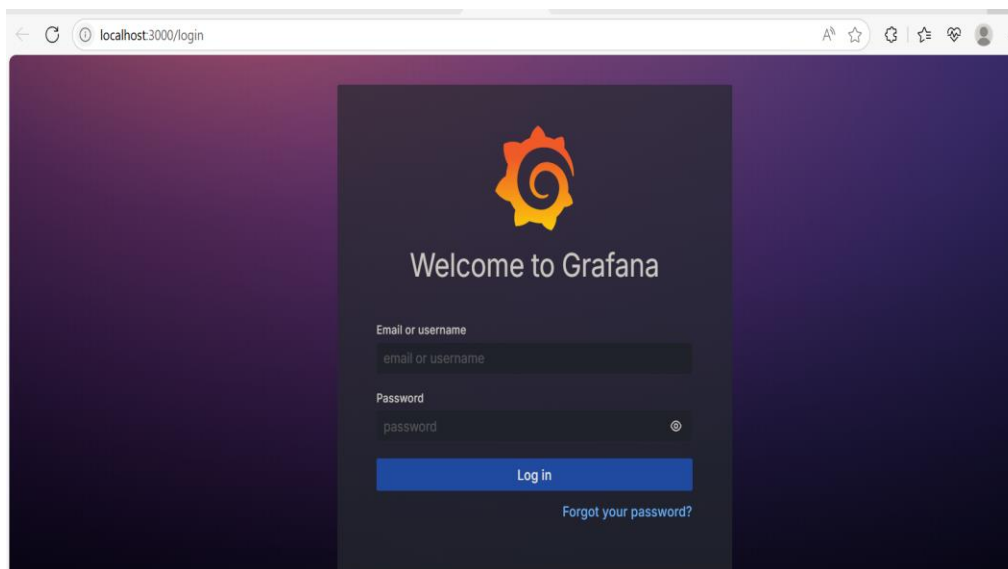 localhost:3000/login
Welcome to Grafana
Email or username
email or username
Password
password
Log in
Forgot your password?